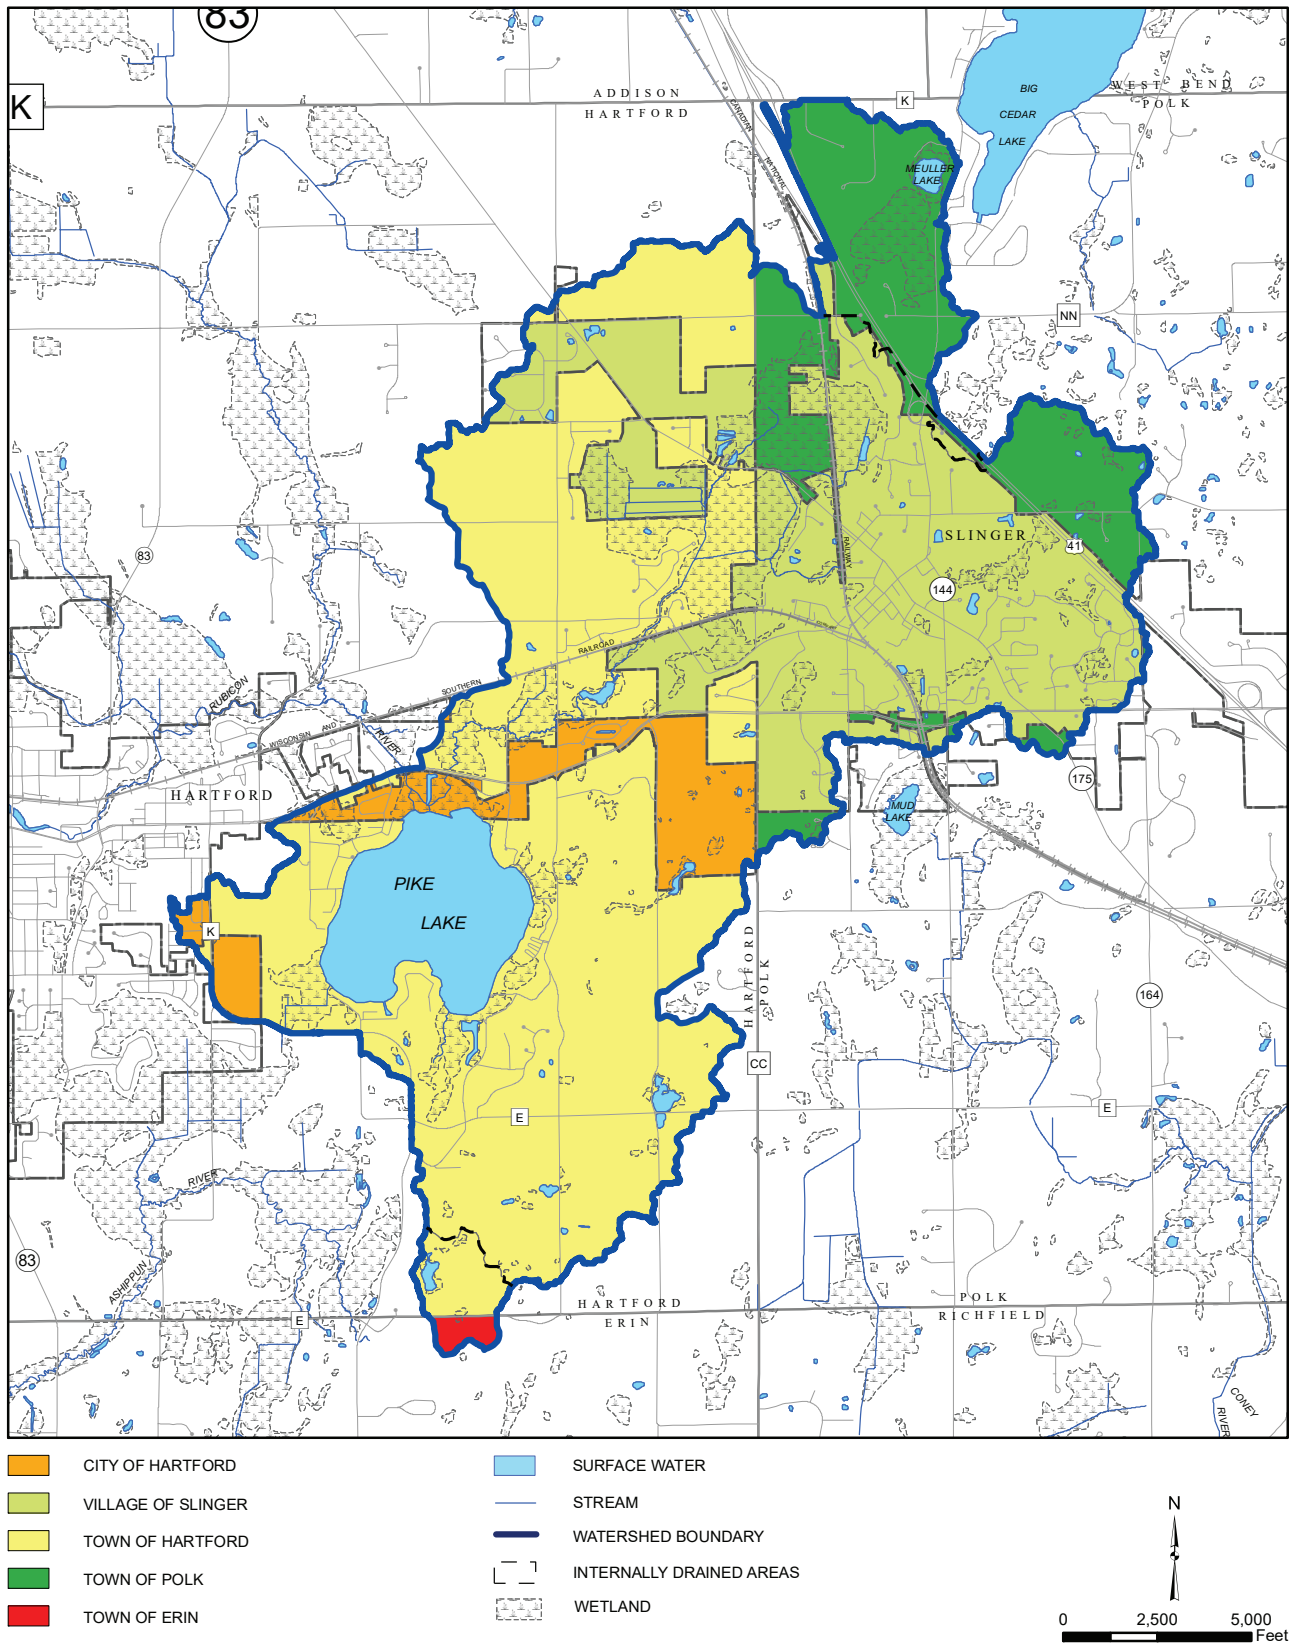 83
K
ADDISON
HARTFORD
K
WEST BEND
POLK
BIG
CEDAR
LAKE
CANADIAN
NATIONAL
MEULLER
LAKE
NN
83
SLINGER
41
RAILWAY
144
RAILROAD
SOUTHERN
WISCONSIN AND
RUBICON
RIVER
HARTFORD
175
MUD
LAKE
PIKE
LAKE
K
HARTFORD
POLK
164
CC
E
E
RIVER
ASHIPPUN
83
E
HARTFORD
ERIN
POLK
RICHFIELD
CONEY
RIVER
CITY OF HARTFORD
VILLAGE OF SLINGER
TOWN OF HARTFORD
TOWN OF POLK
TOWN OF ERIN
SURFACE WATER
STREAM
WATERSHED BOUNDARY
INTERNALLY DRAINED AREAS
WETLAND
N
0 2,500 5,000
Feet